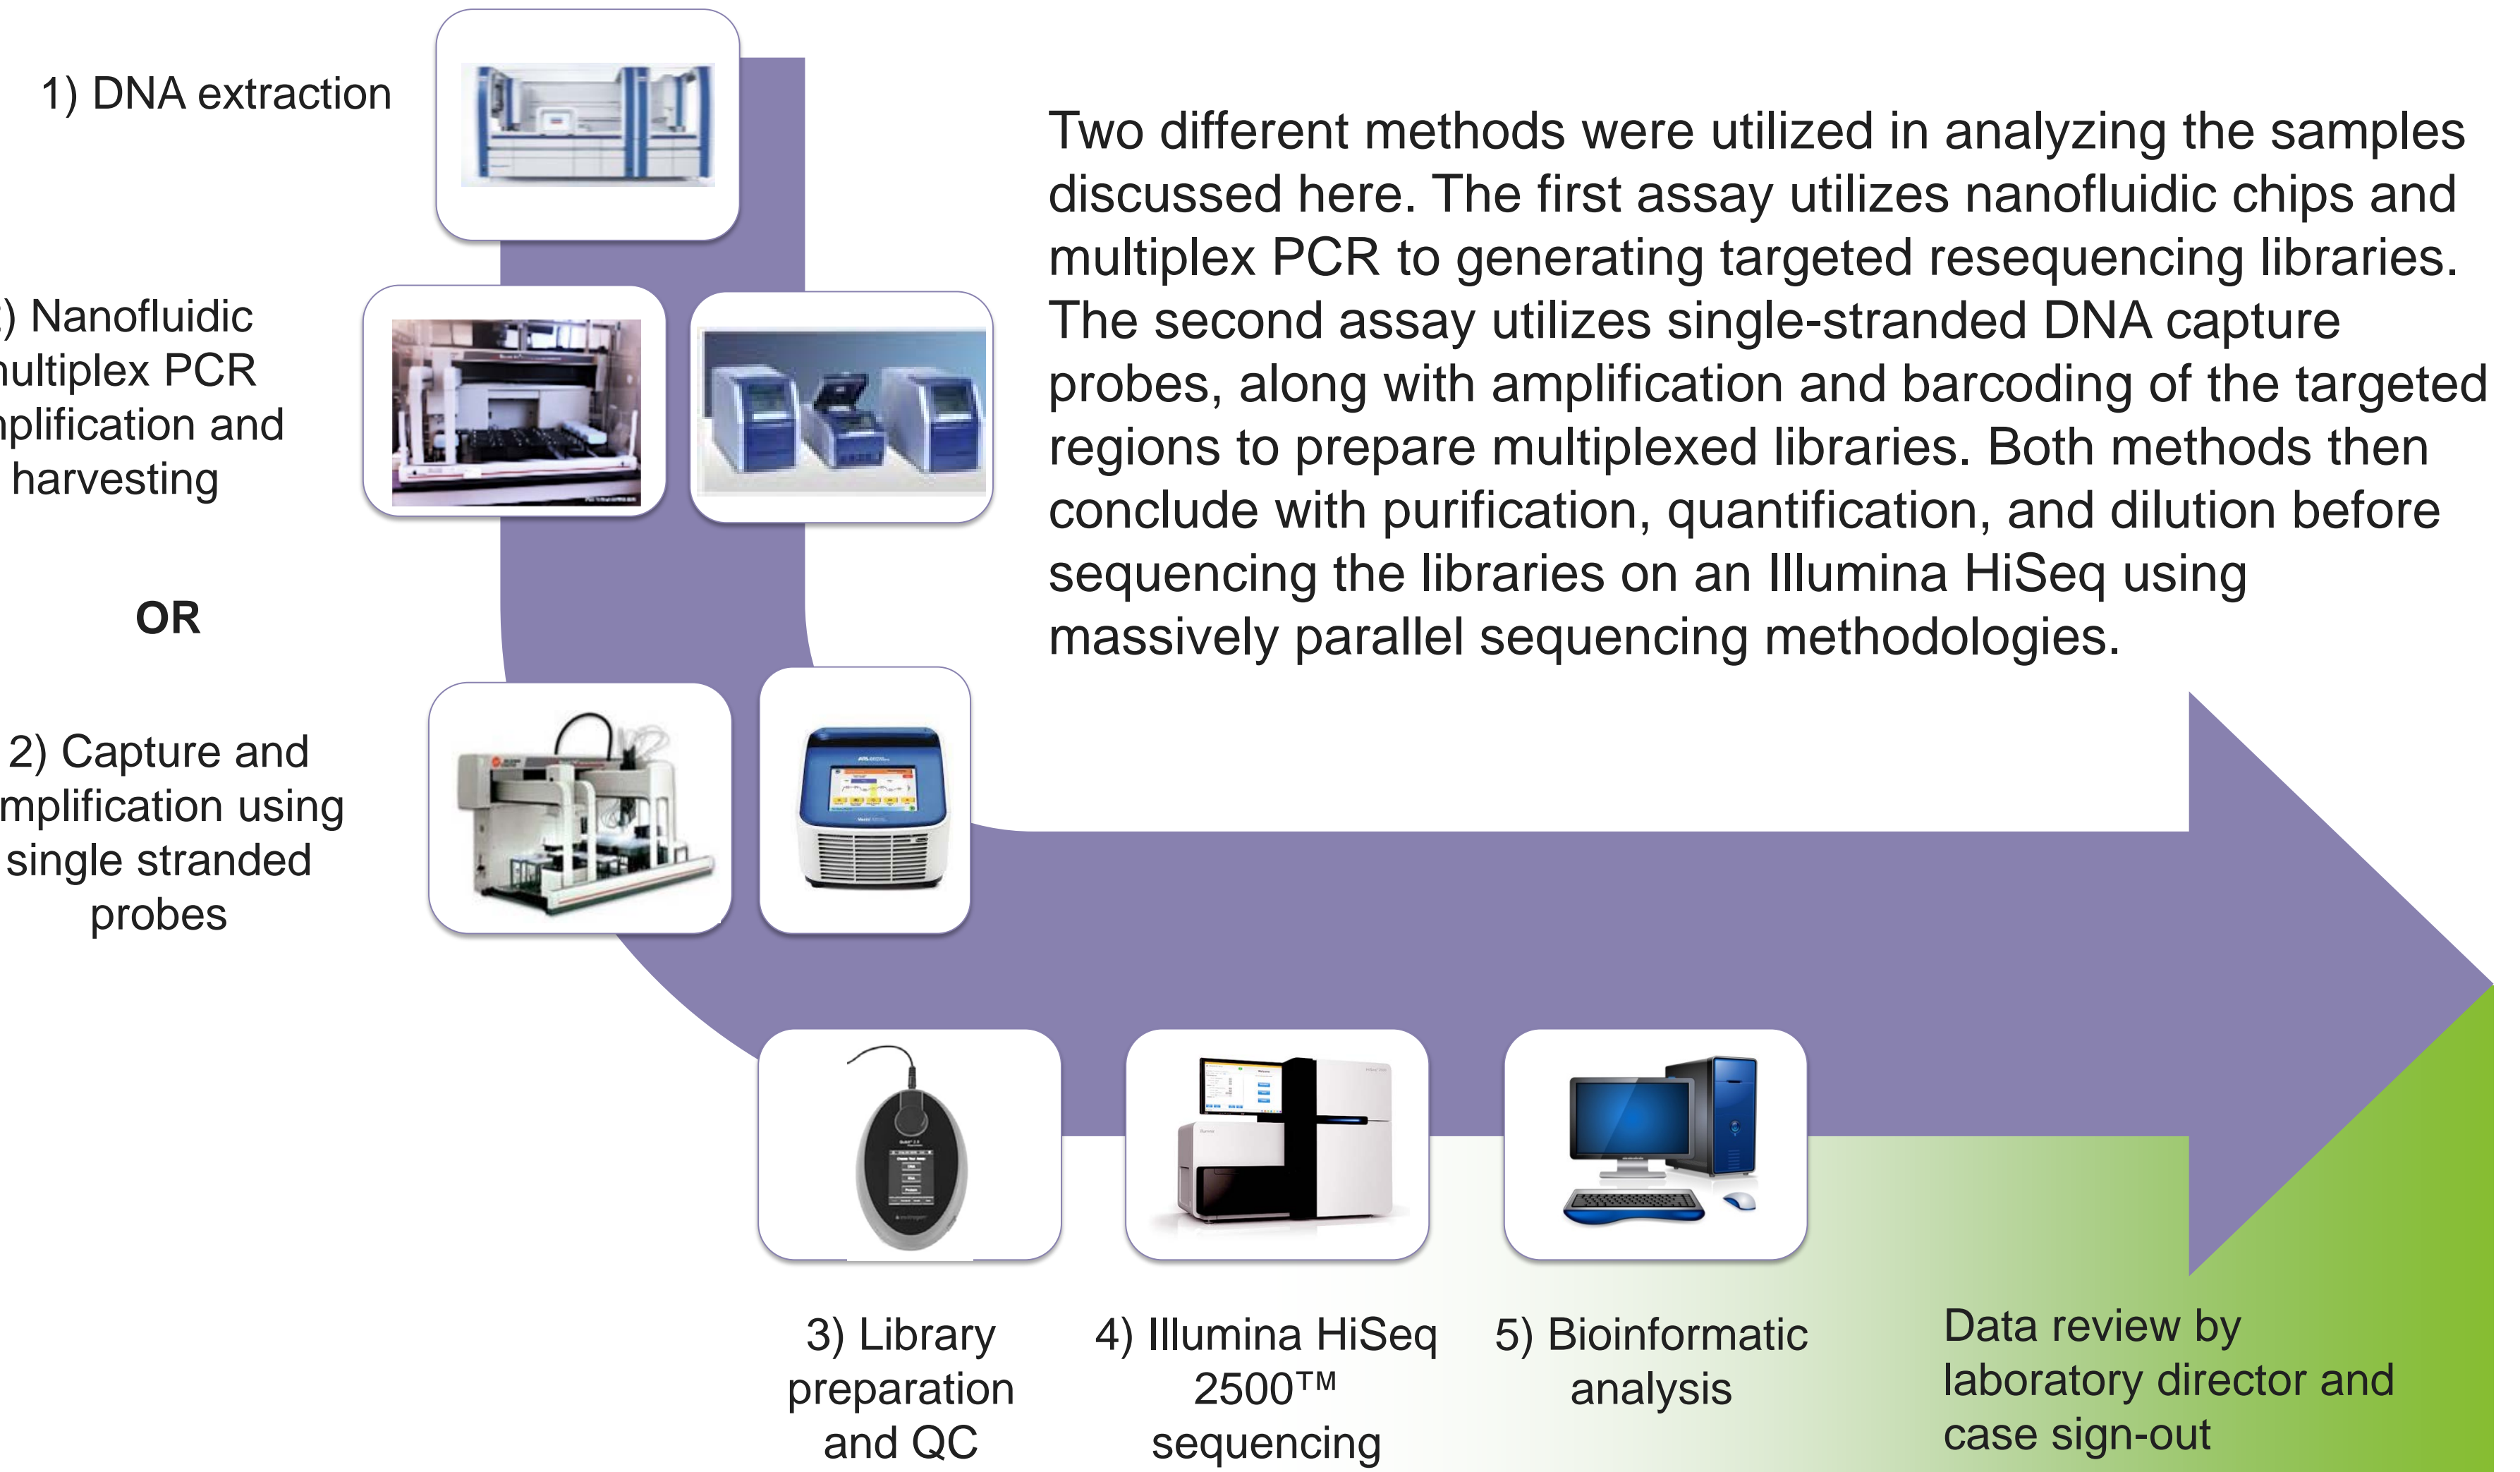 1) DNA extraction
Two different methods were utilized in analyzing the samples
discussed here. The first assay utilizes nanofluidic chips and
multiplex PCR to generating targeted resequencing libraries.
The second assay utilizes single-stranded DNA capture
probes, along with amplification and barcoding of the targeted
regions to prepare multiplexed libraries. Both methods then
conclude with purification, quantification, and dilution before
sequencing the libraries on an Illumina HiSeq using
massively parallel sequencing methodologies.
) Nanofluidic
ultiplex PCR
plification and
harvesting
OR
2) Capture and
mplification using
single stranded
probes
3) Library
preparation
and QC
4) Illumina HiSeq
2500™
sequencing
5) Bioinformatic
analysis
Data review by
laboratory director and
case sign-out